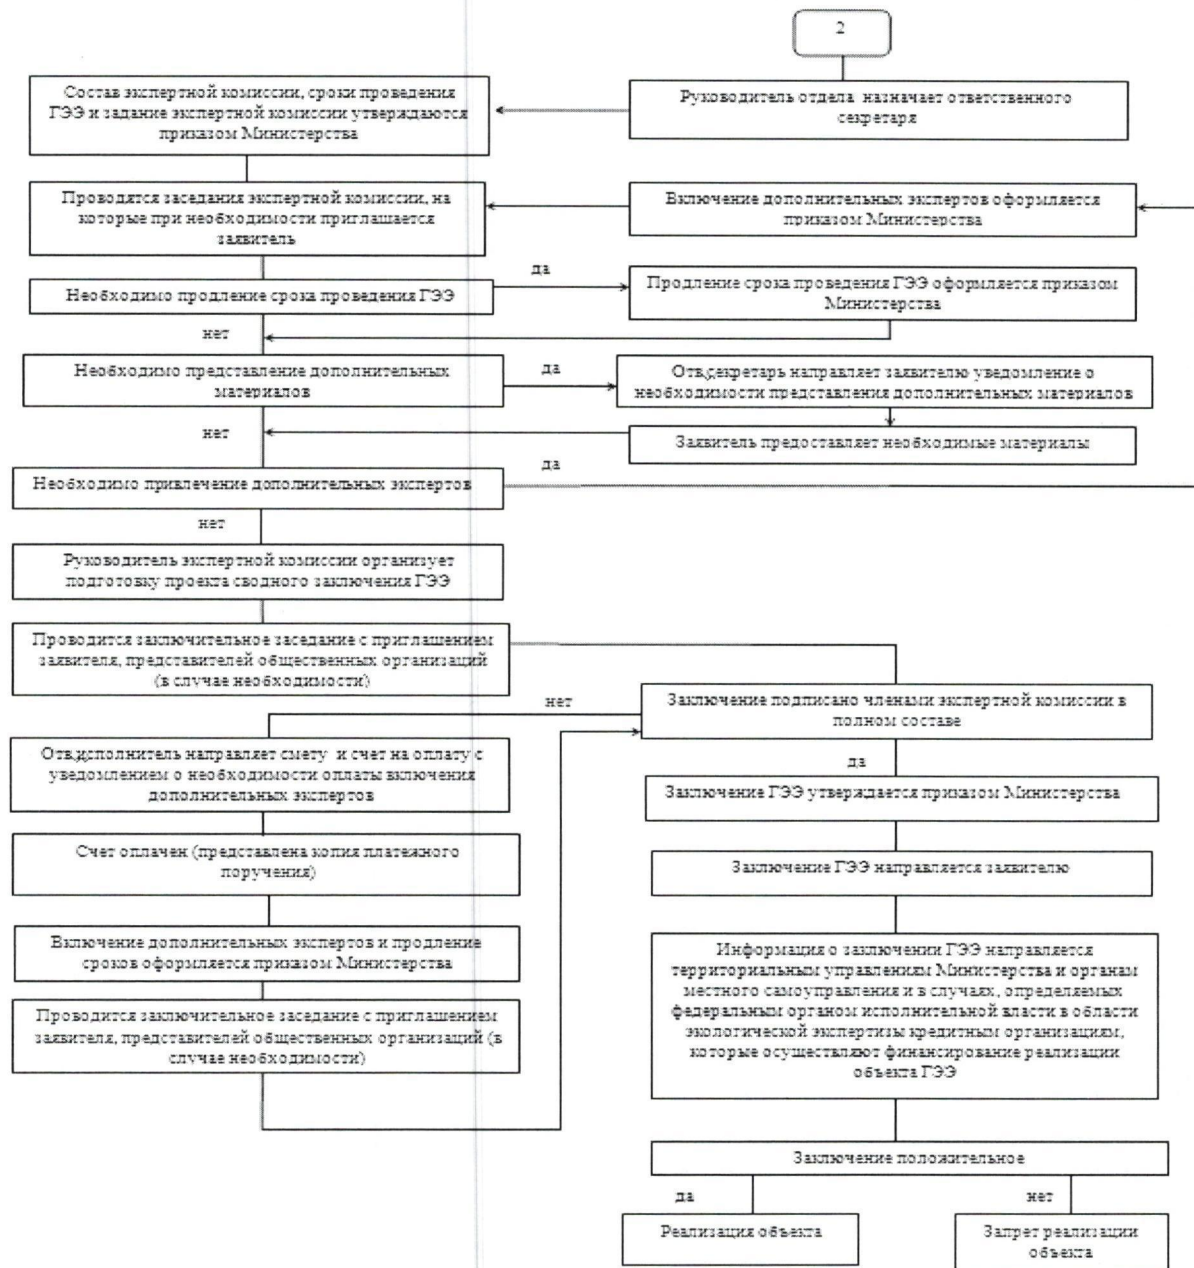 2
Состав экспертной комиссии, сроки проведения
ГЭЭ и задание экспертной комиссии утверждаются
приказом Министерства
Руководитель отдела назначает ответственного
секретаря
Проводятся заседания экспертной комиссии, на
которые при необходимости приглашается
заявитель
Включение дополнительных экспертов оформляется
приказом Министерства
да
Необходимо продление срока проведения ГЭЭ
Продление срока проведения ГЭЭ оформляется приказом
Министерства
нет
Необходимо представление дополнительных
материалов
да
Отв.секретарь направляет заявителю уведомление о
необходимости представления дополнительных материалов
нет
Заявитель предоставляет необходимые материалы
да
Необходимо привлечение дополнительных экспертов
нет
Руководитель экспертной комиссии организует
подготовку проекта сводного заключения ГЭЭ
Проводится заключительное заседание с приглашением
заявителя, представителей общественных организаций
(в случае необходимости)
нет
Заключение подписано членами экспертной комиссии в
полном составе
Отв.исполнитель направляет смету и счет на оплату с
уведомлением о необходимости оплаты включения
дополнительных экспертов
да
Заключение ГЭЭ утверждается приказом Министерства
Счет оплачен (представлена копия платежного
поручения)
Заключение ГЭЭ направляется заявителю
Включение дополнительных экспертов и продление
сроков оформляется приказом Министерства
Информация о заключении ГЭЭ направляется
территориальным управлениям Министерства и органам
местного самоуправления и в случаях, определяемых
федеральным органом исполнительной власти в области
экологической экспертизы кредитным организациям,
которые осуществляют финансирование реализации
объекта ГЭЭ
Проводится заключительное заседание с приглашением
заявителя, представителей общественных организаций (в
случае необходимости)
Заключение положительное
да
нет
Реализация объекта
Запрет реализации
объекта